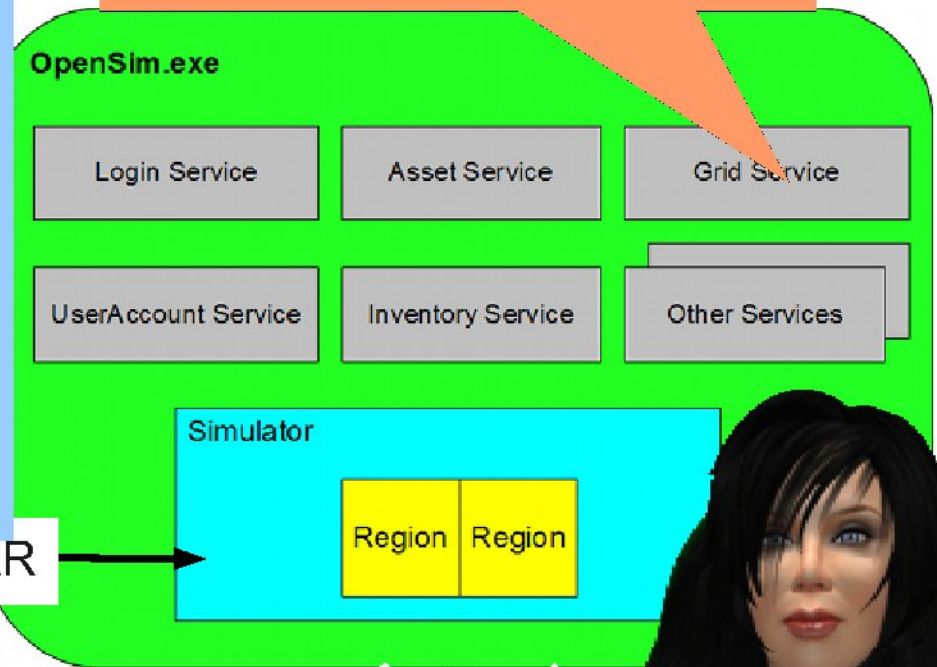 OpenSim.exe
Login Service
Asset Service
Grid Service
UserAccount Service
Inventory Service
Other Services
Simulator
Region
Region